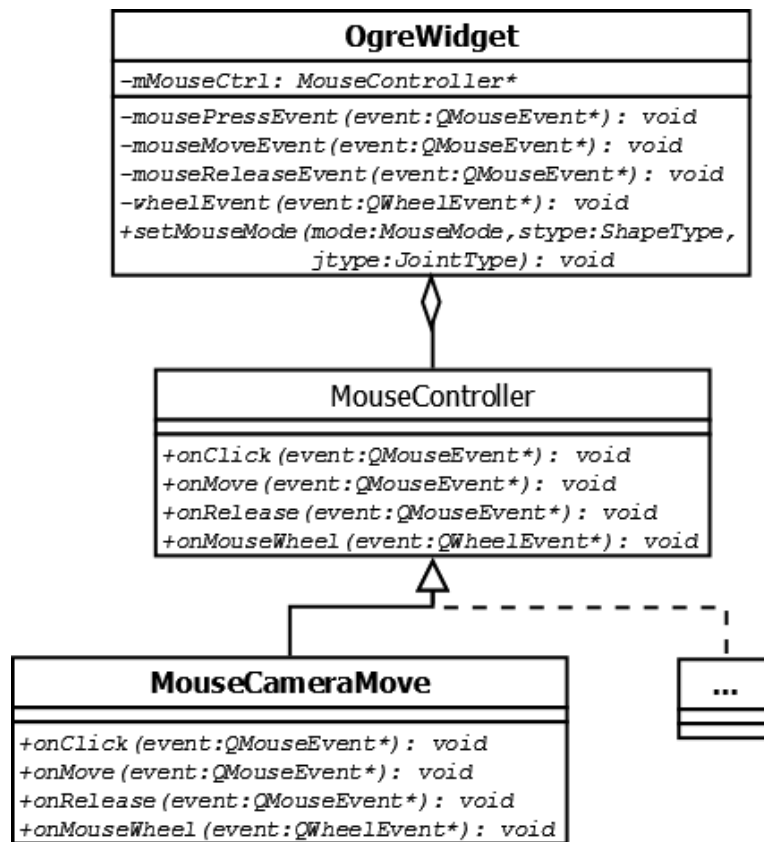 OgreWidget
-mMouseCtrl: MouseController*
-mousePressEvent(event:QMouseEvent*): void
-mouseMoveEvent(event:QMouseEvent*): void
-mouseReleaseEvent(event:QMouseEvent*): void
-wheelEvent(event:QWheelEvent*): void
+setMouseMode(mode:MouseMode,stype:ShapeType,
jtype:JointType): void
MouseController
+onClick(event:QMouseEvent*): void
+onMove(event:QMouseEvent*): void
+onRelease(event:QMouseEvent*): void
+onMouseWheel(event:QWheelEvent*): void
MouseCameraMove
...
+onClick(event:QMouseEvent*): void
+onMove(event:QMouseEvent*): void
+onRelease(event:QMouseEvent*): void
+onMouseWheel(event:QWheelEvent*): void